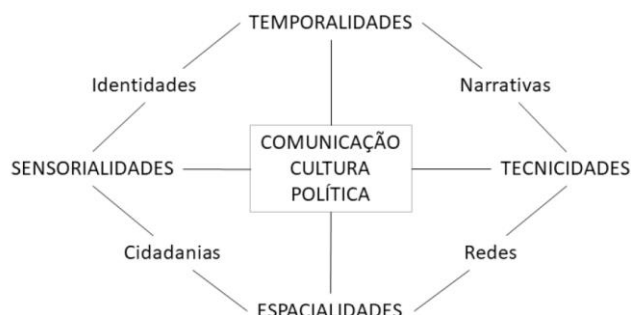 TEMPORALIDADES
Identidades
Narrativas
COMUNICAÇÃO
CULTURA
POLÍTICA
SENSORIALIDADES
TECNICIDADES
Cidadanias
Redes
ESPACIALIDADES